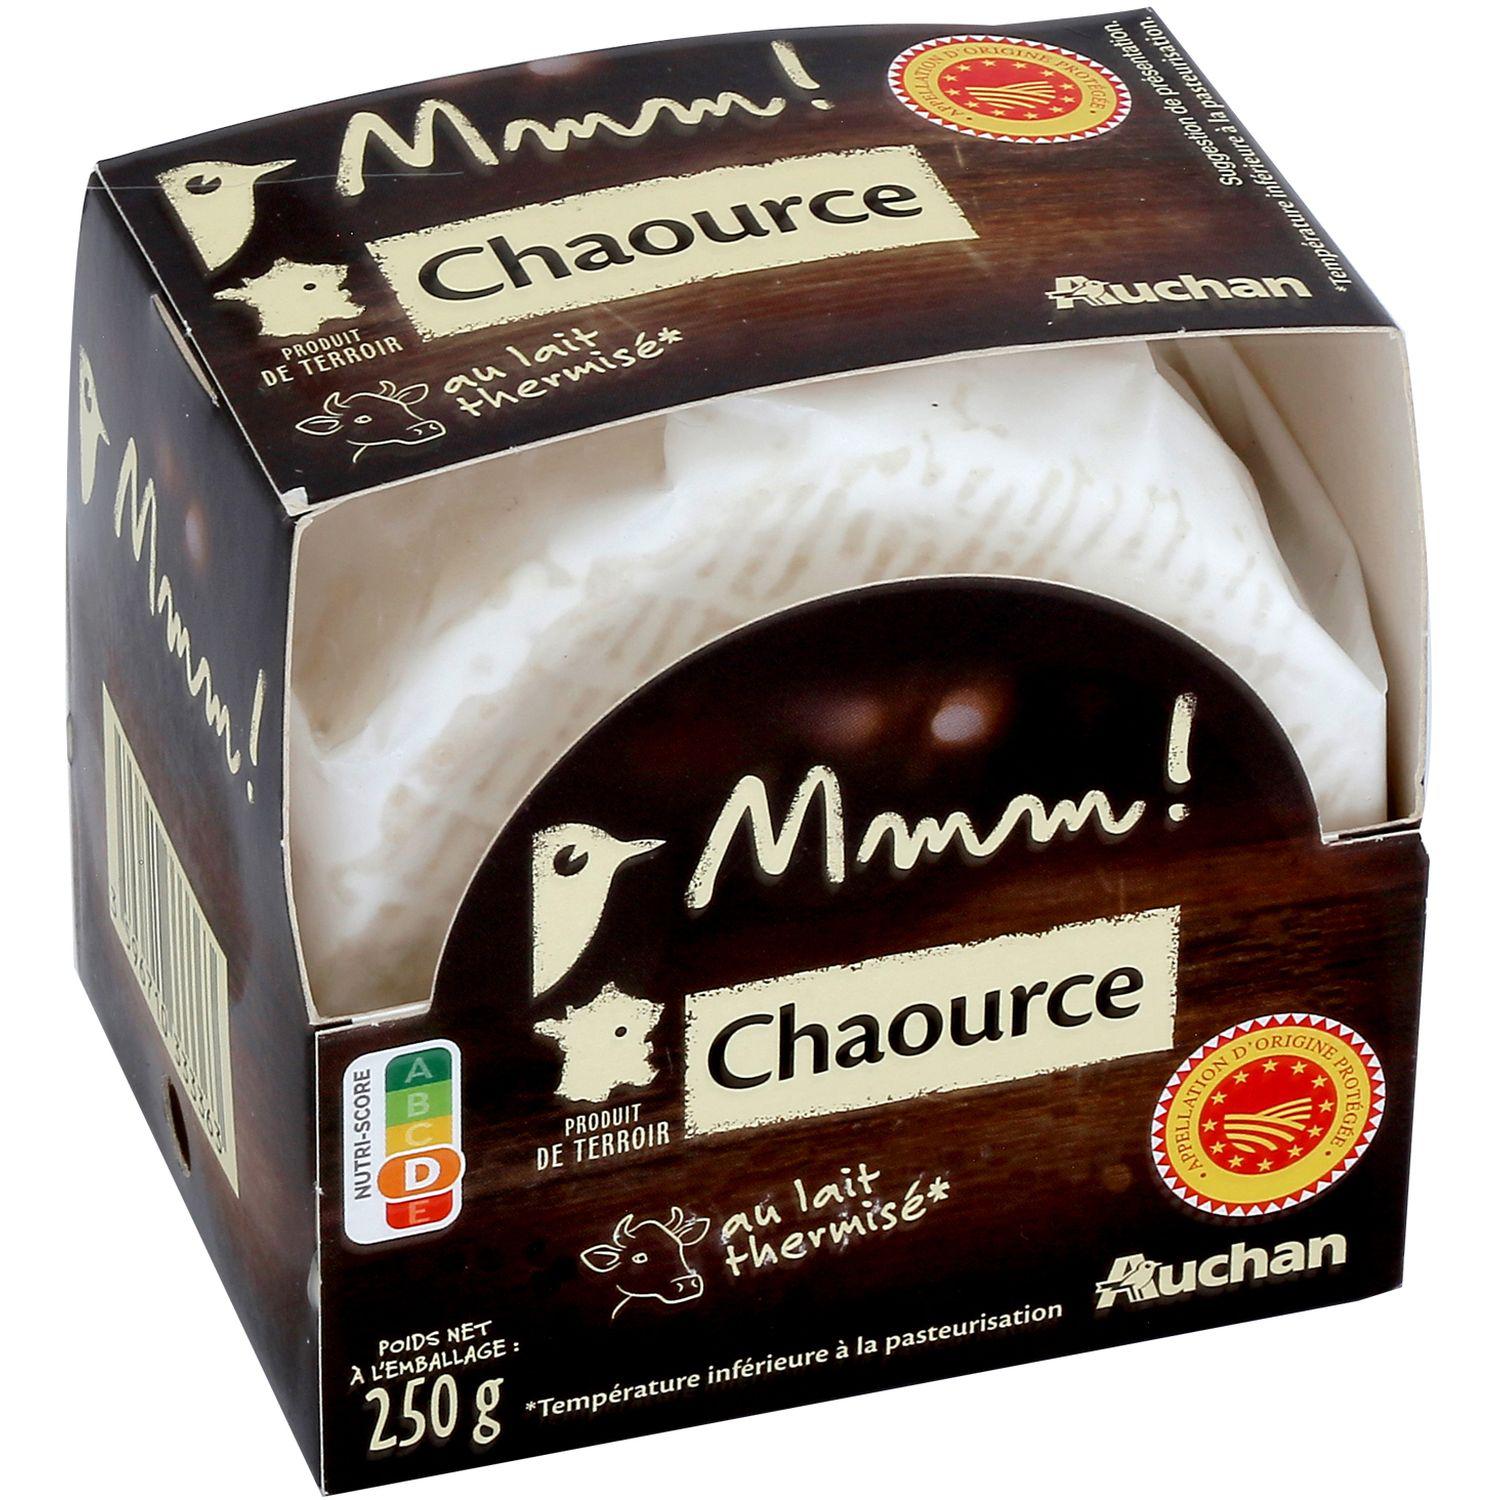 Mmm!
APPELLATION D'ORIGINE PROTÉGÉE
Suggestion de présentation.
*Température inférieure à la pasteurisation.
Chaource
Auchan
PRODUIT
DE TERROIR
au lait
thermisé*
Mmm!
Mmm!
Chaource
PRODUIT
DE TERROIR
APPELLATION D'ORIGINE PROTÉGÉE
NUTRI-SCORE
A
B
C
D
E
au lait
thermisé*
Auchan
POIDS NET
À L'EMBALLAGE :
250 g
*Température inférieure à la pasteurisation